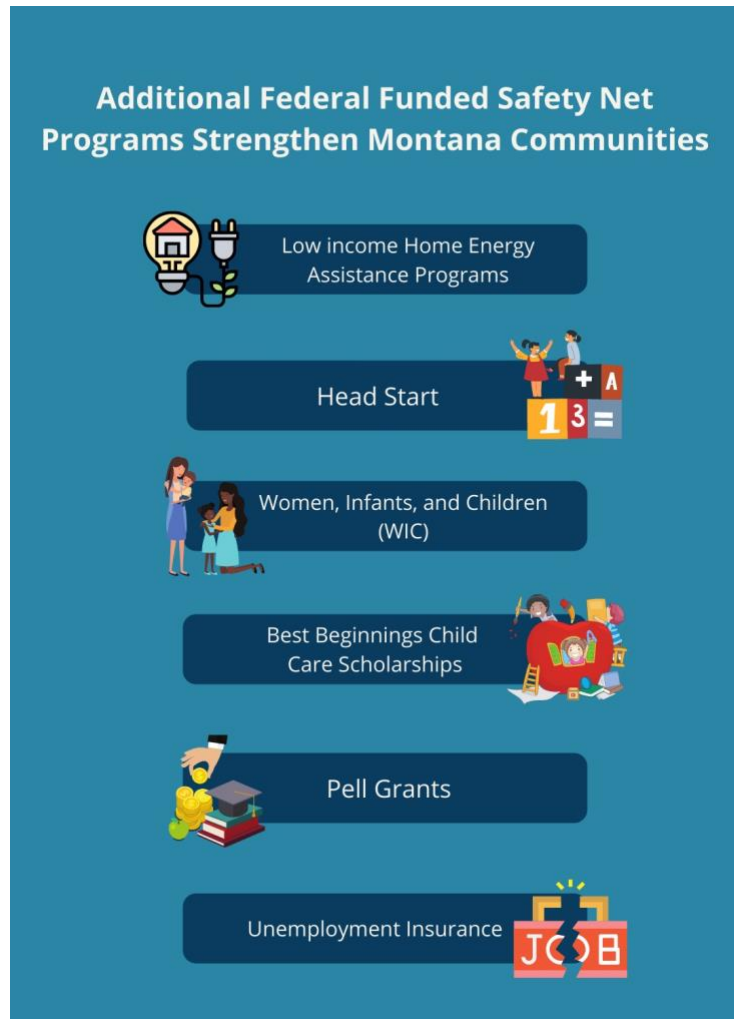 Additional Federal Funded Safety Net
Programs Strengthen Montana Communities
Low income Home Energy
Assistance Programs
Head Start
+ A
1 3 =
Women, Infants, and Children
(WIC)
Best Beginnings Child
Care Scholarships
Pell Grants
Unemployment Insurance
JOB